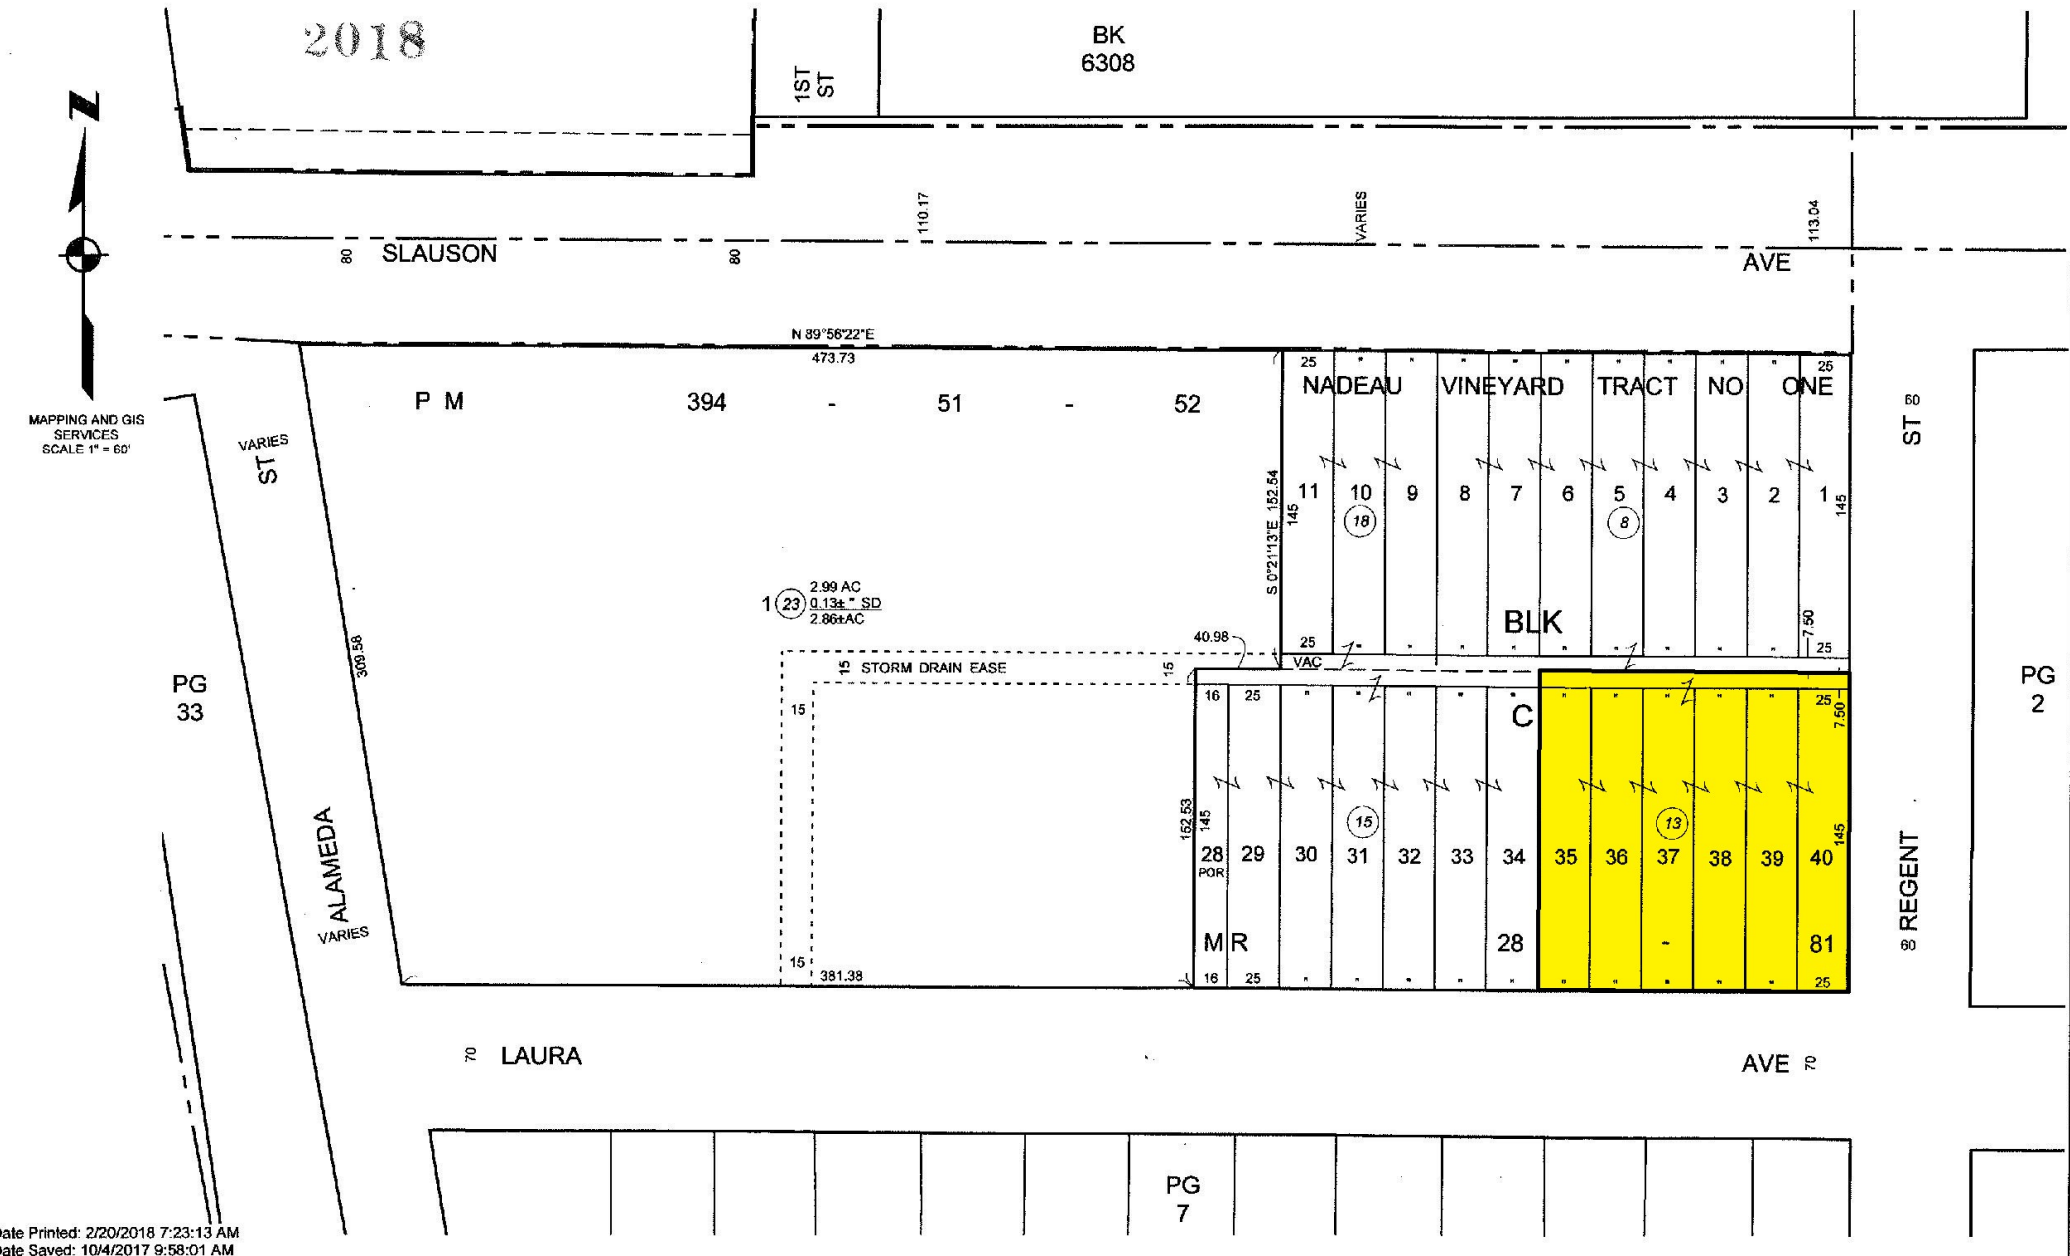 2018
BK
6308
1ST
ST
Z
110.17
VARIES
113.04
80
SLAUSON
80
AVE
N 89°56'22"E
473.73
MAPPING AND GIS
SERVICES
SCALE 1" = 60'
P M
394
-
51
-
52
25
"
"
"
"
"
"
"
"
"
25
NADEAU VINEYARD TRACT NO ONE
ST
60
VARIES
ST
S 0°21'13"E 152.54
145
11 10 9 8 7 6 5 4 3 2 1
145
18
8
1
23
2.99 AC
0.13± " SD
2.86±AC
BLK
7.50
309.58
40.98
25
"
"
"
"
"
"
"
"
"
25
VAC
15
STORM DRAIN EASE
15
PG
33
PG
2
15
16
25
"
"
"
"
"
"
"
"
"
"
25
7.50
C
152.53
145
15
13
145
28
POR
29 30 31 32 33 34 35 36 37 38 39 40
ALAMEDA
VARIES
REGENT
60
M R
28
-
81
15
381.38
16
25
"
"
"
"
"
"
"
"
"
"
25
70
LAURA
AVE
70
PG
7
ate Printed: 2/20/2018 7:23:13 AM
ate Saved: 10/4/2017 9:58:01 AM